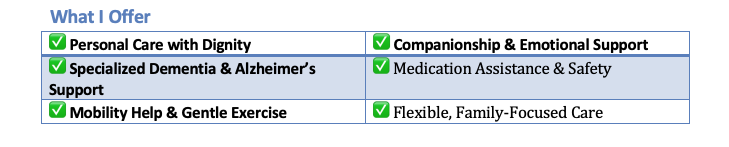 What I Offer
✅ Personal Care with Dignity
✅ Companionship & Emotional Support
✅ Specialized Dementia & Alzheimer’s
Support
✅ Medication Assistance & Safety
✅ Mobility Help & Gentle Exercise
✅ Flexible, Family-Focused Care